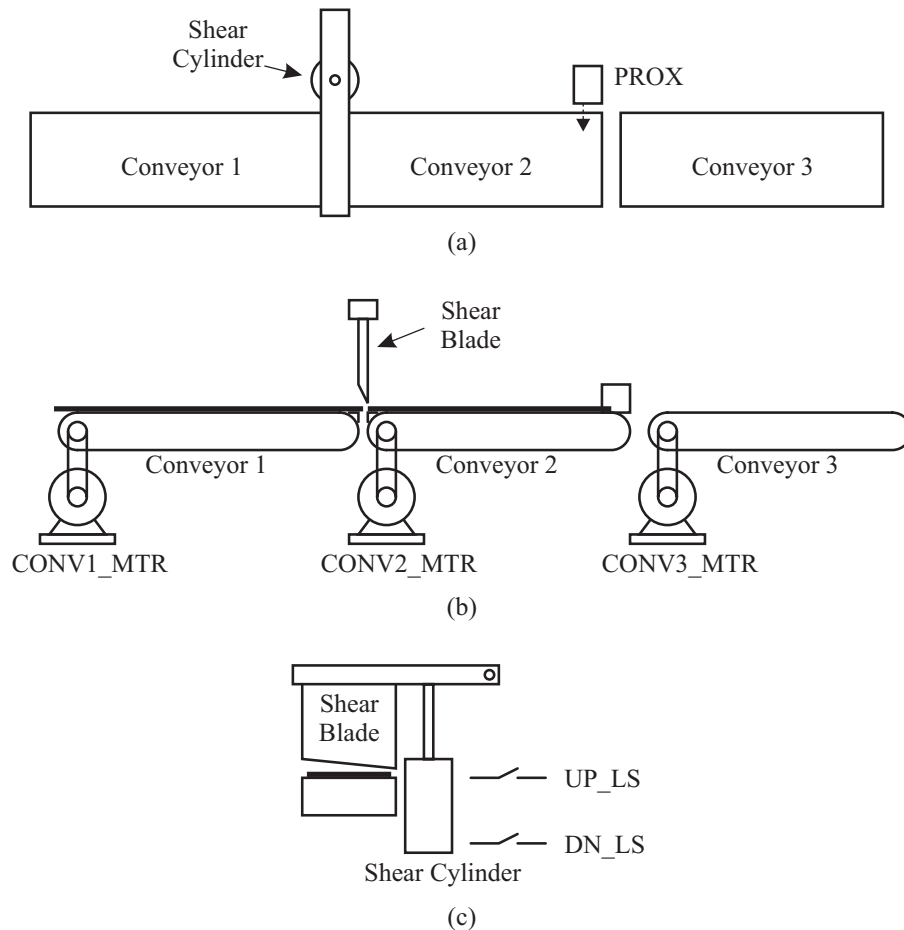 Shear
Cylinder
PROX
Conveyor 1
Conveyor 2
Conveyor 3
(a)
Shear
Blade
Conveyor 1
Conveyor 2
Conveyor 3
CONV1_MTR
CONV2_MTR
CONV3_MTR
(b)
Shear
Blade
UP_LS
DN_LS
Shear Cylinder
(c)